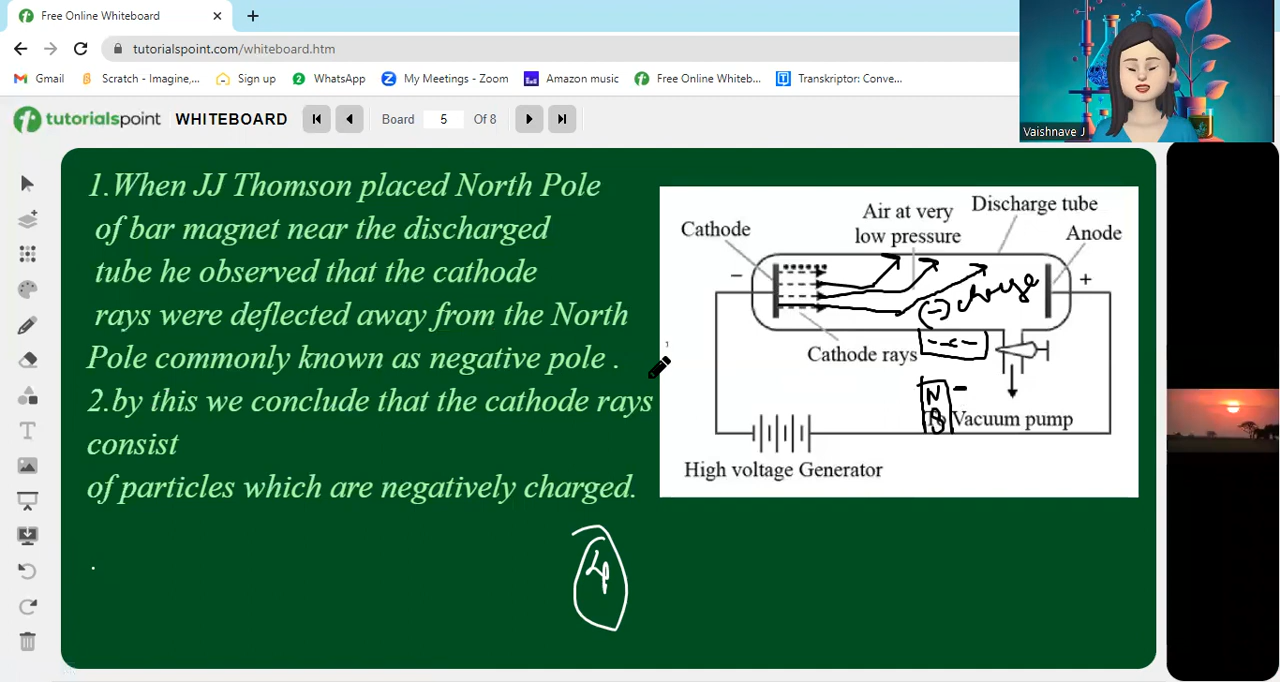 Free Online Whiteboard
tutorialspoint.com/whiteboard.htm
Gmail
Scratch - Imagine,...
Sign up
WhatsApp
My Meetings - Zoom
Amazon music
Free Online Whiteb...
Transkriptor: Conve...
Vaishnave J
tutorialspoint WHITEBOARD Board 5 Of 8
1.When JJ Thomson placed North Pole
of bar magnet near the discharged
tube he observed that the cathode
rays were deflected away from the North
Pole commonly known as negative pole .
2.by this we conclude that the cathode rays
consist
of particles which are negatively charged.
.
Cathode
Air at very
low pressure
Discharge tube
Anode
−
+
(-) charge
Cathode rays
N
Vacuum pump
High voltage Generator